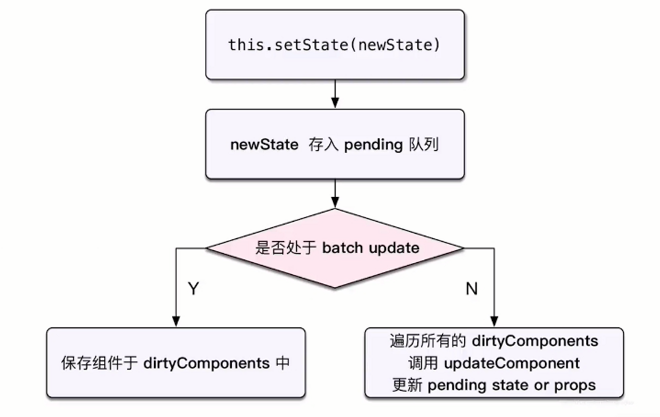 this.setState(newState)
newState 存入 pending 队列
是否处于 batch update
Y
N
保存组件于 dirtyComponents 中
遍历所有的 dirtyComponents
调用 updateComponent
更新 pending state or props